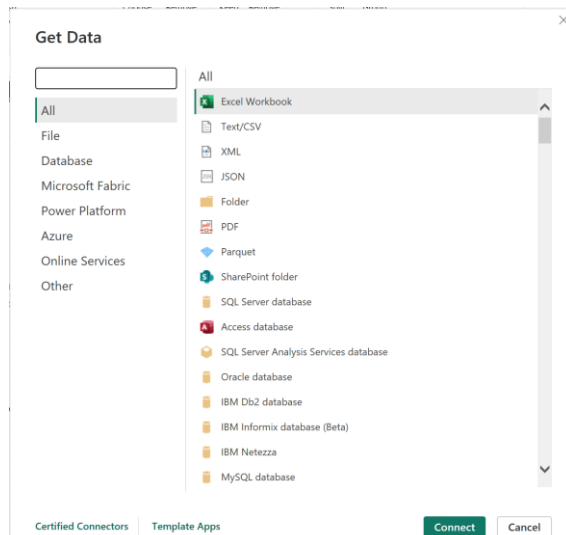 Get Data
All
File
Database
Microsoft Fabric
Power Platform
Azure
Online Services
Other
All
Excel Workbook
Text/CSV
XML
JSON
Folder
PDF
Parquet
SharePoint folder
SQL Server database
Access database
SQL Server Analysis Services database
Oracle database
IBM Db2 database
IBM Informix database (Beta)
IBM Netezza
MySQL database
Certified Connectors
Template Apps
Connect
Cancel